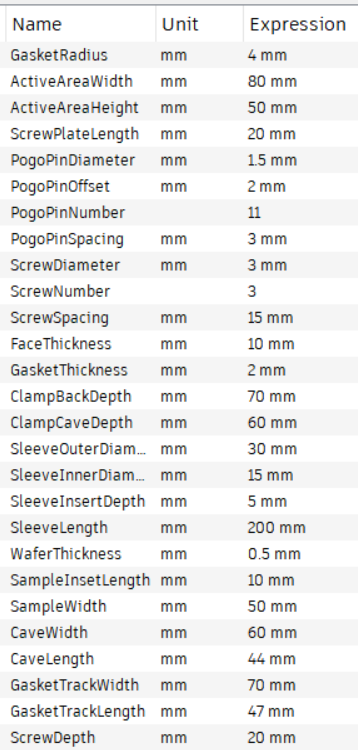 Name Unit Expression
GasketRadius mm 4 mm
ActiveAreaWidth mm 80 mm
ActiveAreaHeight mm 50 mm
ScrewPlateLength mm 20 mm
PogoPinDiameter mm 1.5 mm
PogoPinOffset mm 2 mm
PogoPinNumber 11
PogoPinSpacing mm 3 mm
ScrewDiameter mm 3 mm
ScrewNumber 3
ScrewSpacing mm 15 mm
FaceThickness mm 10 mm
GasketThickness mm 2 mm
ClampBackDepth mm 70 mm
ClampCaveDepth mm 60 mm
SleeveOuterDiam... mm 30 mm
SleeveInnerDiam... mm 15 mm
SleeveInsertDepth mm 5 mm
SleeveLength mm 200 mm
WaferThickness mm 0.5 mm
SampleInsetLength mm 10 mm
SampleWidth mm 50 mm
CaveWidth mm 60 mm
CaveLength mm 44 mm
GasketTrackWidth mm 70 mm
GasketTrackLength mm 47 mm
ScrewDepth mm 20 mm